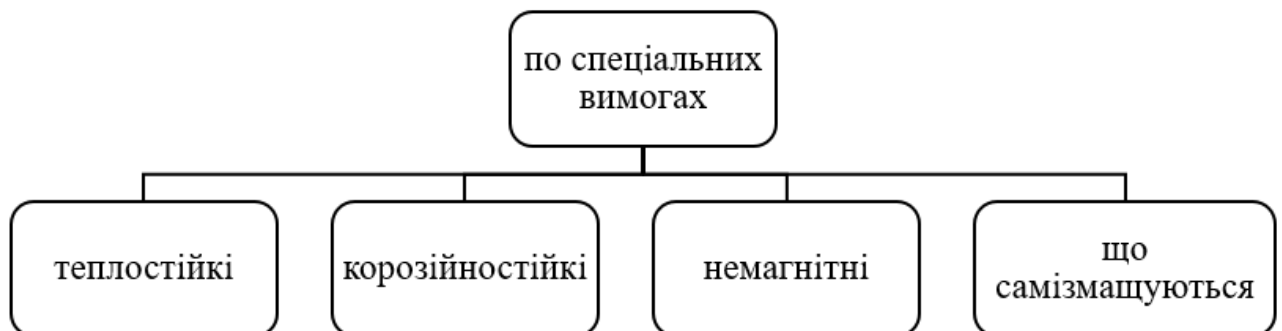 по спеціальних
вимогах
теплостійкі
корозійностійкі
немагнітні
що
самізмащуються